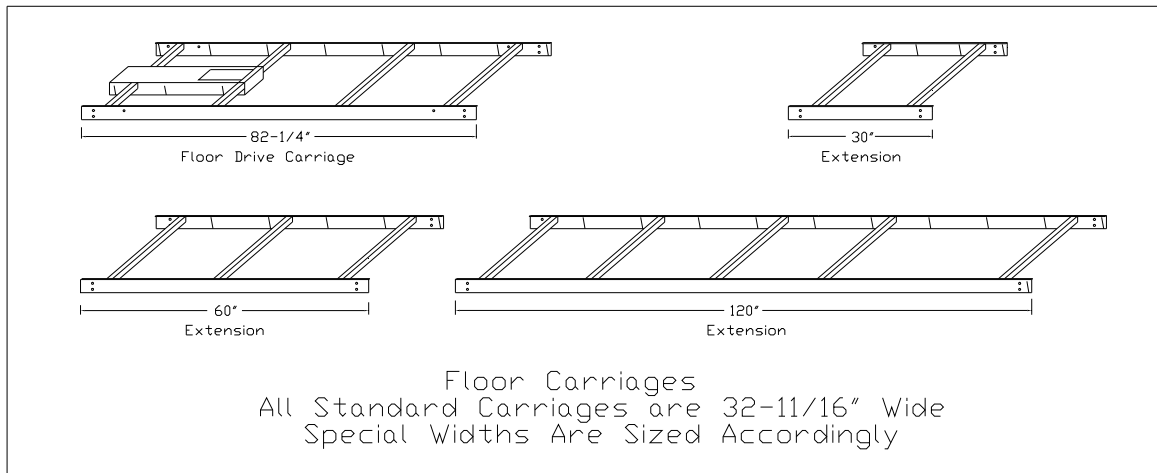 82-1/4"
Floor Drive Carriage
30"
Extension
60"
Extension
120"
Extension
Floor Carriages
All Standard Carriages are 32-11/16" Wide
Special Widths Are Sized Accordingly